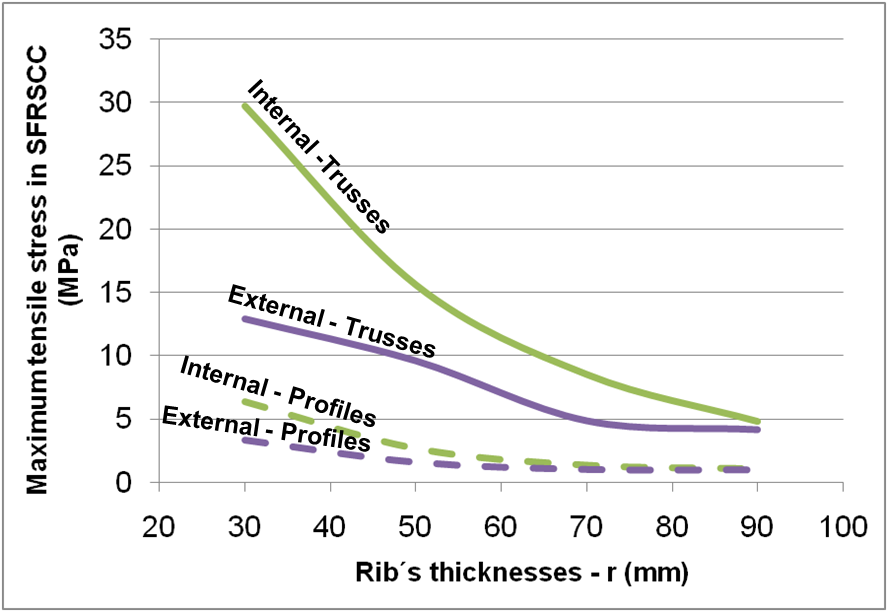 Maximum tensile stress in SFRSCC
(MPa)
35
30
25
20
15
10
5
0
Internal -Trusses
External - Trusses
Internal - Profiles
External - Profiles
20 30 40 50 60 70 80 90 100
Rib´s thicknesses - r (mm)